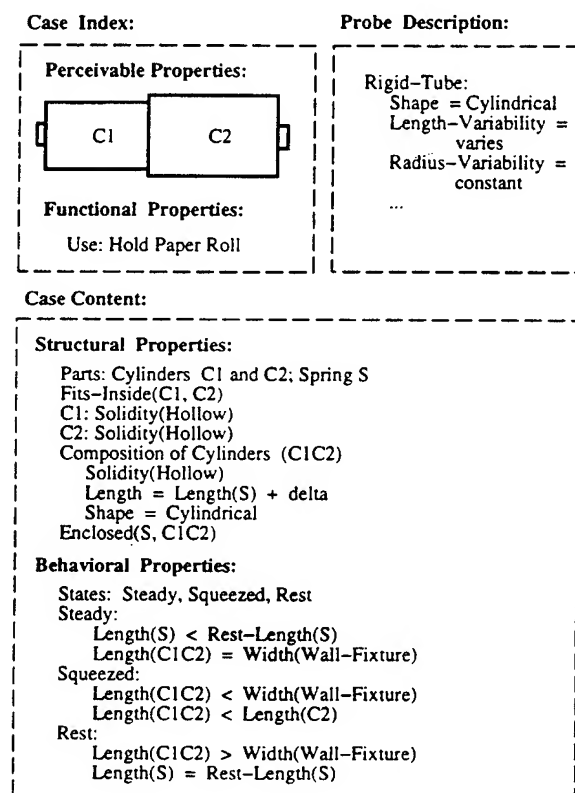 Case Index:
Perceivable Properties:
C1 C2
Functional Properties:
Use: Hold Paper Roll
Probe Description:
Rigid-Tube:
Shape = Cylindrical
Length-Variability =
varies
Radius-Variability =
constant
...
Case Content:
Structural Properties:
Parts: Cylinders C1 and C2; Spring S
Fits-Inside(C1, C2)
C1: Solidity(Hollow)
C2: Solidity(Hollow)
Composition of Cylinders (C1C2)
Solidity(Hollow)
Length = Length(S) + delta
Shape = Cylindrical
Enclosed(S, C1C2)
Behavioral Properties:
States: Steady, Squeezed, Rest
Steady:
Length(S) < Rest-Length(S)
Length(C1C2) = Width(Wall-Fixture)
Squeezed:
Length(C1C2) < Width(Wall-Fixture)
Length(C1C2) < Length(C2)
Rest:
Length(C1C2) > Width(Wall-Fixture)
Length(S) = Rest-Length(S)